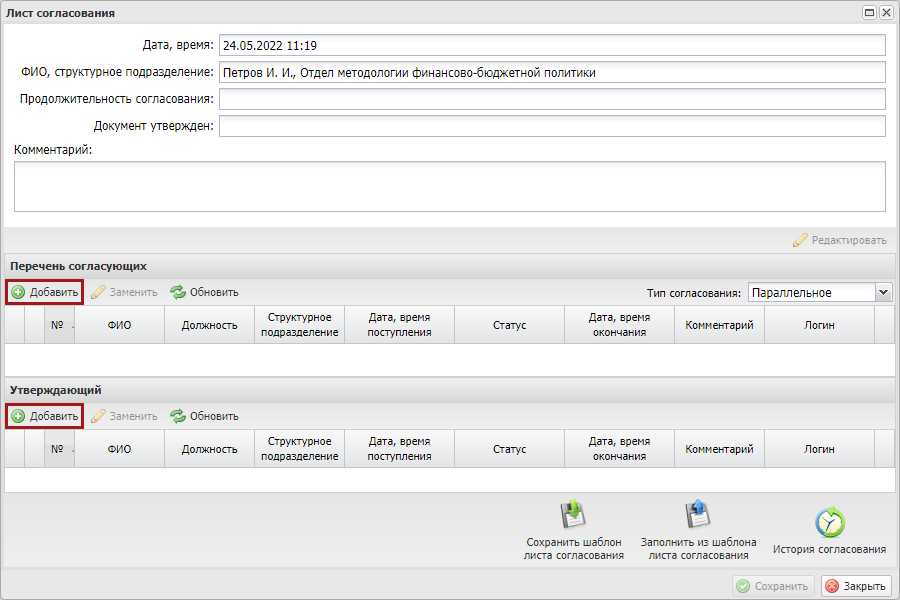 Лист согласования
Дата, время: 24.05.2022 11:19
ФИО, структурное подразделение: Петров И. И., Отдел методологии финансово-бюджетной политики
Продолжительность согласования:
Документ утвержден:
Комментарий:
Редактировать
Перечень согласующих
Добавить Заменить Обновить Тип согласования: Параллельное
№ ФИО Должность Структурное подразделение Дата, время поступления Статус Дата, время окончания Комментарий Логин
Утверждающий
Добавить Заменить Обновить
№ ФИО Должность Структурное подразделение Дата, время поступления Статус Дата, время окончания Комментарий Логин
Сохранить шаблон листа согласования
Заполнить из шаблона листа согласования
История согласования
Сохранить Закрыть